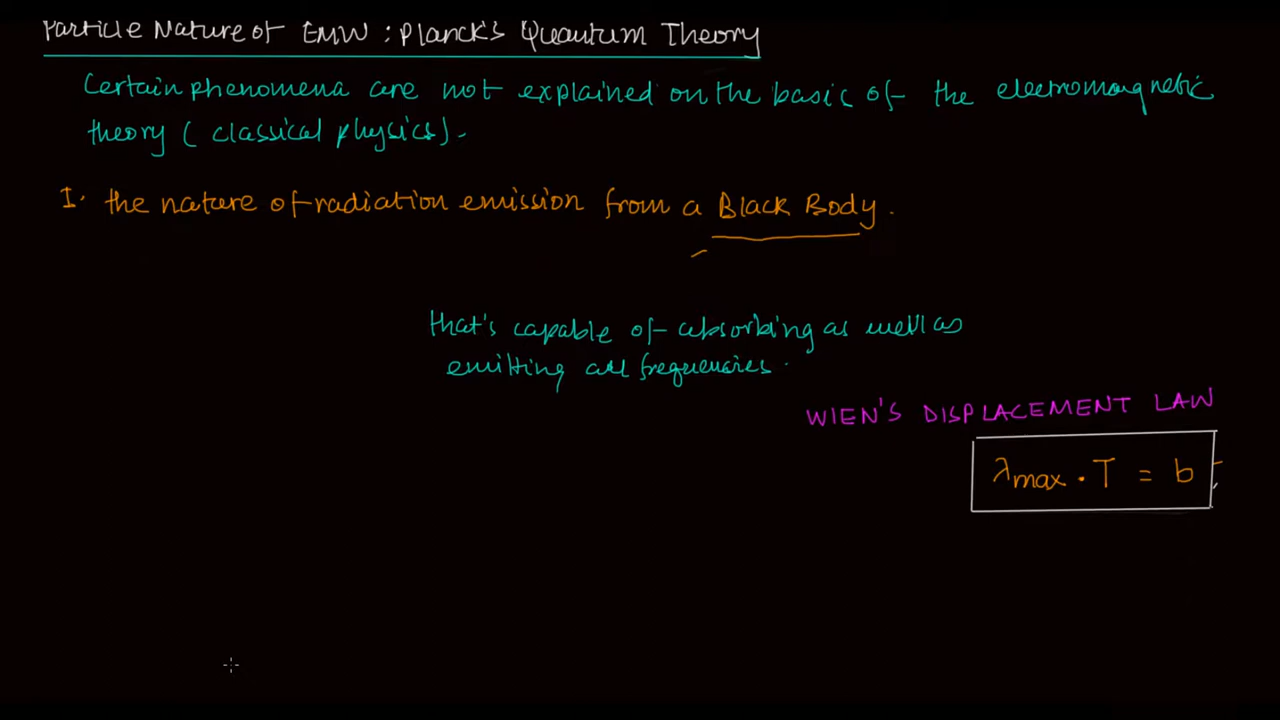 Particle Nature of EMW : Planck's Quantum Theory
Certain phenomena are not explained on the basic of the electromagnetic
theory ( classical physics ).
I. the nature of radiation emission from a Black Body.
that's capable of absorbing as well as
emitting all frequencies.
WIEN'S DISPLACEMENT LAW
λmax · T = b